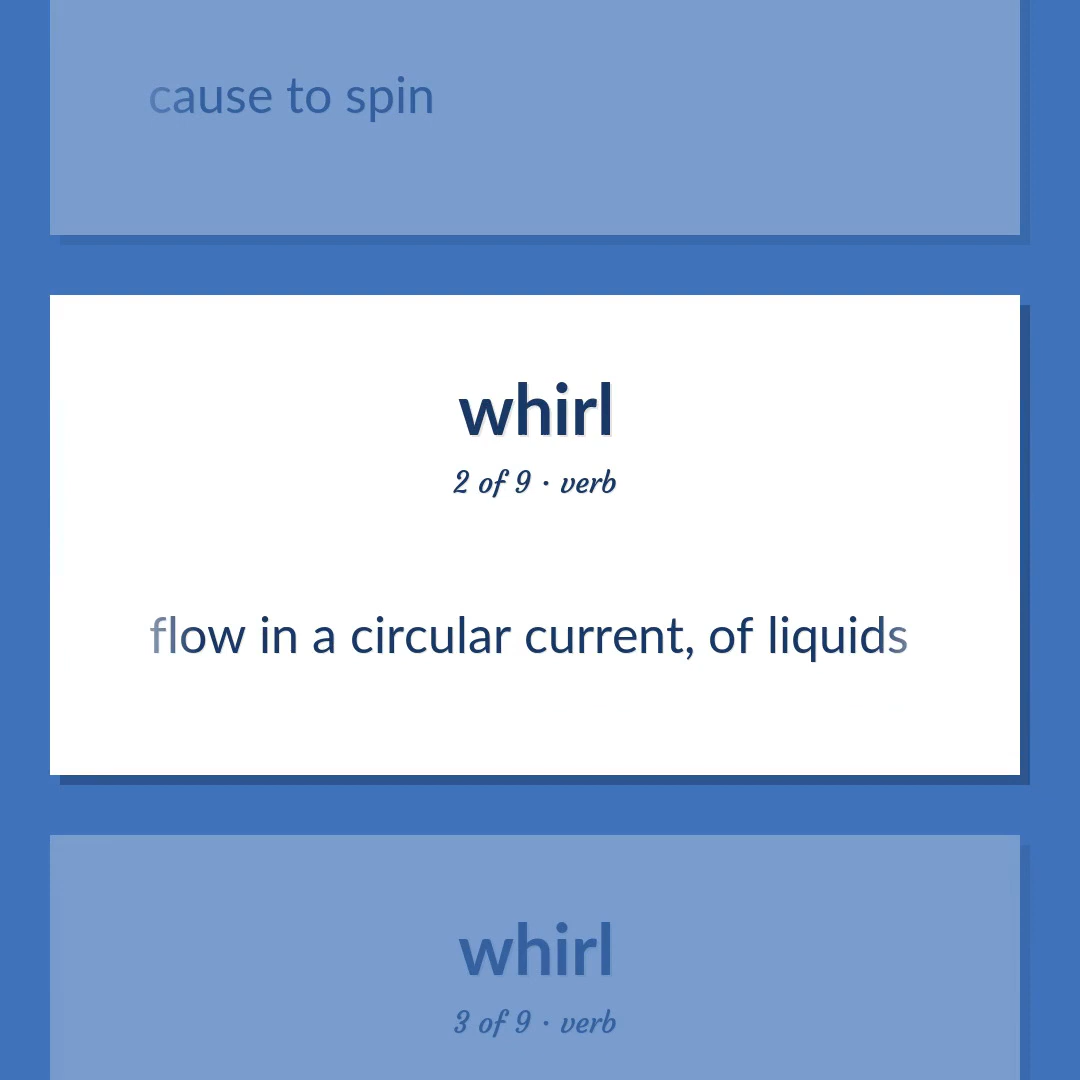 cause to spin
whirl
2 of 9 · verb
flow in a circular current, of liquids
whirl
3 of 9 · verb